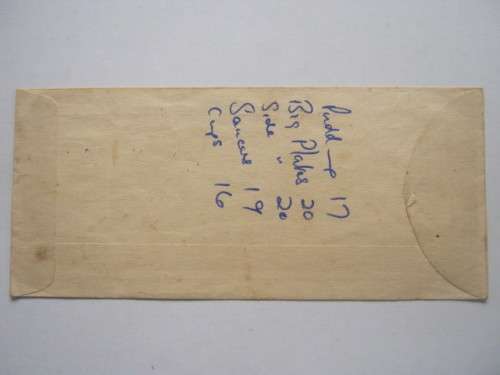 Pudd-p 17
Big Plates 20
Side " 20
Saucers 19
Cups 16